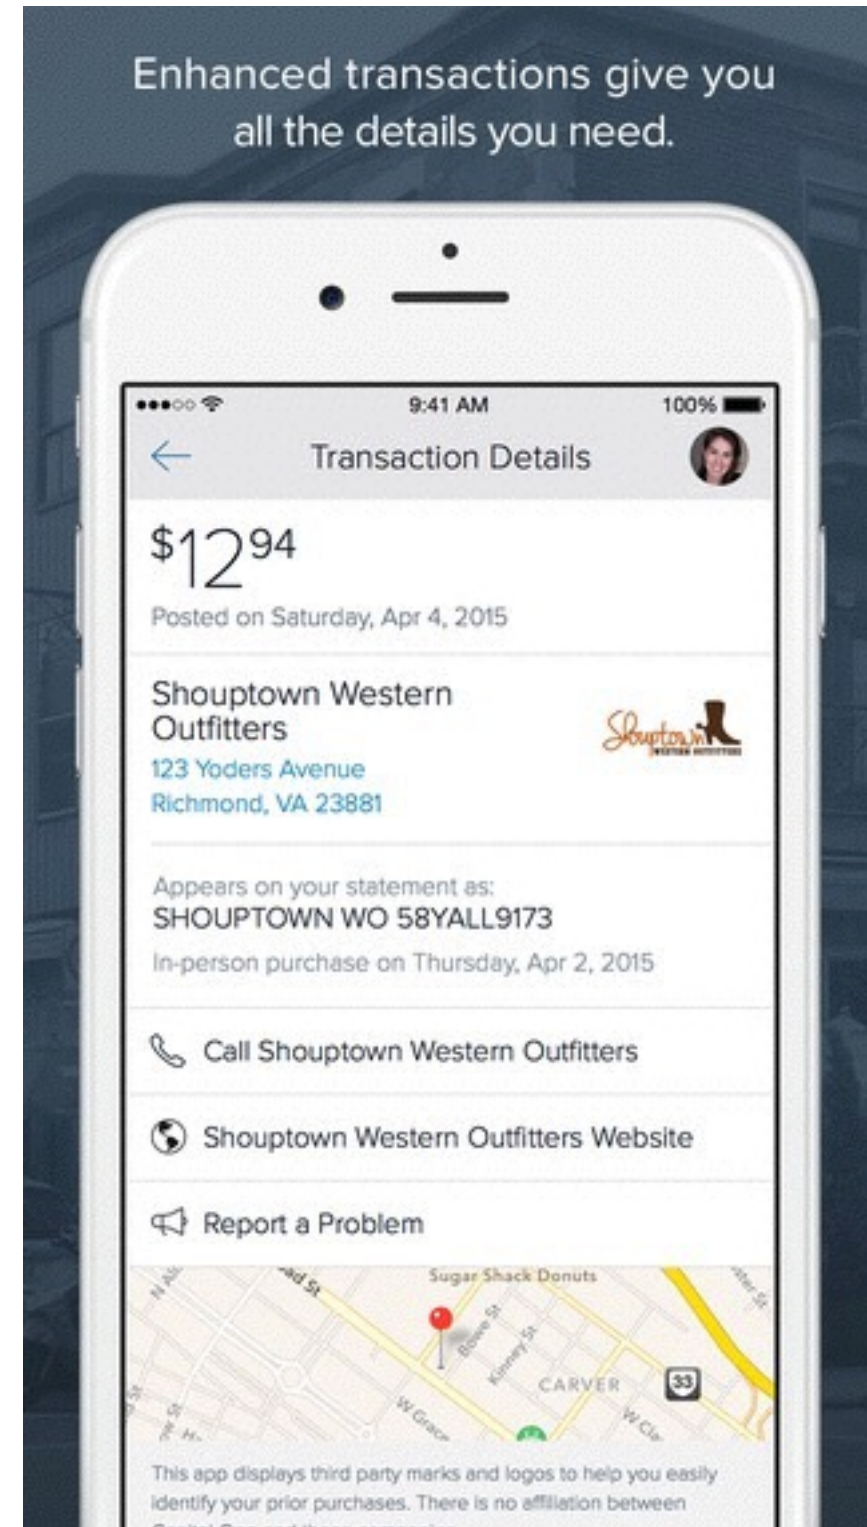 Enhanced transactions give you
all the details you need.
9:41 AM
100%
Transaction Details
$12 94
Posted on Saturday, Apr 4, 2015
Shouptown Western
Outfitters
Shouptown
WESTERN OUTFITTERS
123 Yoders Avenue
Richmond, VA 23881
Appears on your statement as:
SHOUPTOWN WO 58YALL9173
In-person purchase on Thursday, Apr 2, 2015
Call Shouptown Western Outfitters
Shouptown Western Outfitters Website
Report a Problem
Sugar Shack Donuts
Bowe St
Kinney St
CARVER
33
W Grace
This app displays third party marks and logos to help you easily
identify your prior purchases. There is no affiliation between